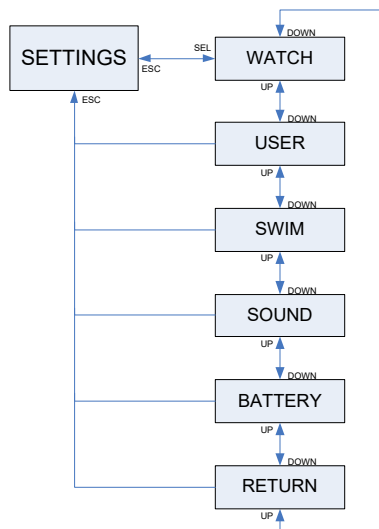 DOWN
SETTINGS
SEL
ESC
WATCH
ESC
UP
DOWN
USER
UP
DOWN
SWIM
UP
DOWN
SOUND
UP
DOWN
BATTERY
UP
DOWN
RETURN
UP